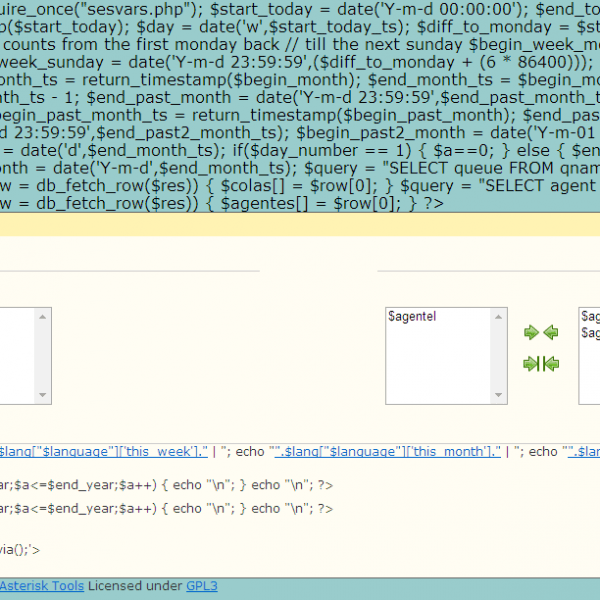 uire_once("sesvars.php"); $start_today = date('Y-m-d 00:00:00'); $end_to
p($start_today); $day = date('w',$start_today_ts); $diff_to_monday = $st
counts from the first monday back // till the next sunday $begin_week_mo
week_sunday = date('Y-m-d 23:59:59',($diff_to_monday + (6 * 86400)));
onth_ts = return_timestamp($begin_month); $end_month_ts = $begin_mo
th_ts - 1; $end_past_month = date('Y-m-d 23:59:59',$end_past_month_t
begin_past_month_ts = return_timestamp($begin_past_month); $end_past
d 23:59:59',$end_past2_month_ts); $begin_past2_month = date('Y-m-01
= date('d',$end_month_ts); if($day_number == 1) { $a==0; } else { $en
onth = date('Y-m-d',$end_month_ts); $query = "SELECT queue FROM qnam
w = db_fetch_row($res)) { $colas[] = $row[0]; } $query = "SELECT agent
w = db_fetch_row($res)) { $agentes[] = $row[0]; } ?>
$agentel
$ag
$ag
$lang["$language"]['this_week']." | "; echo "".$lang["$language"]['this_month']." | "; echo "".$lan
ar;$a<=$end_year;$a++) { echo "\n"; } echo "\n"; ?>
ar;$a<=$end_year;$a++) { echo "\n"; } echo "\n"; ?>
via();'>
Asterisk Tools Licensed under GPL3